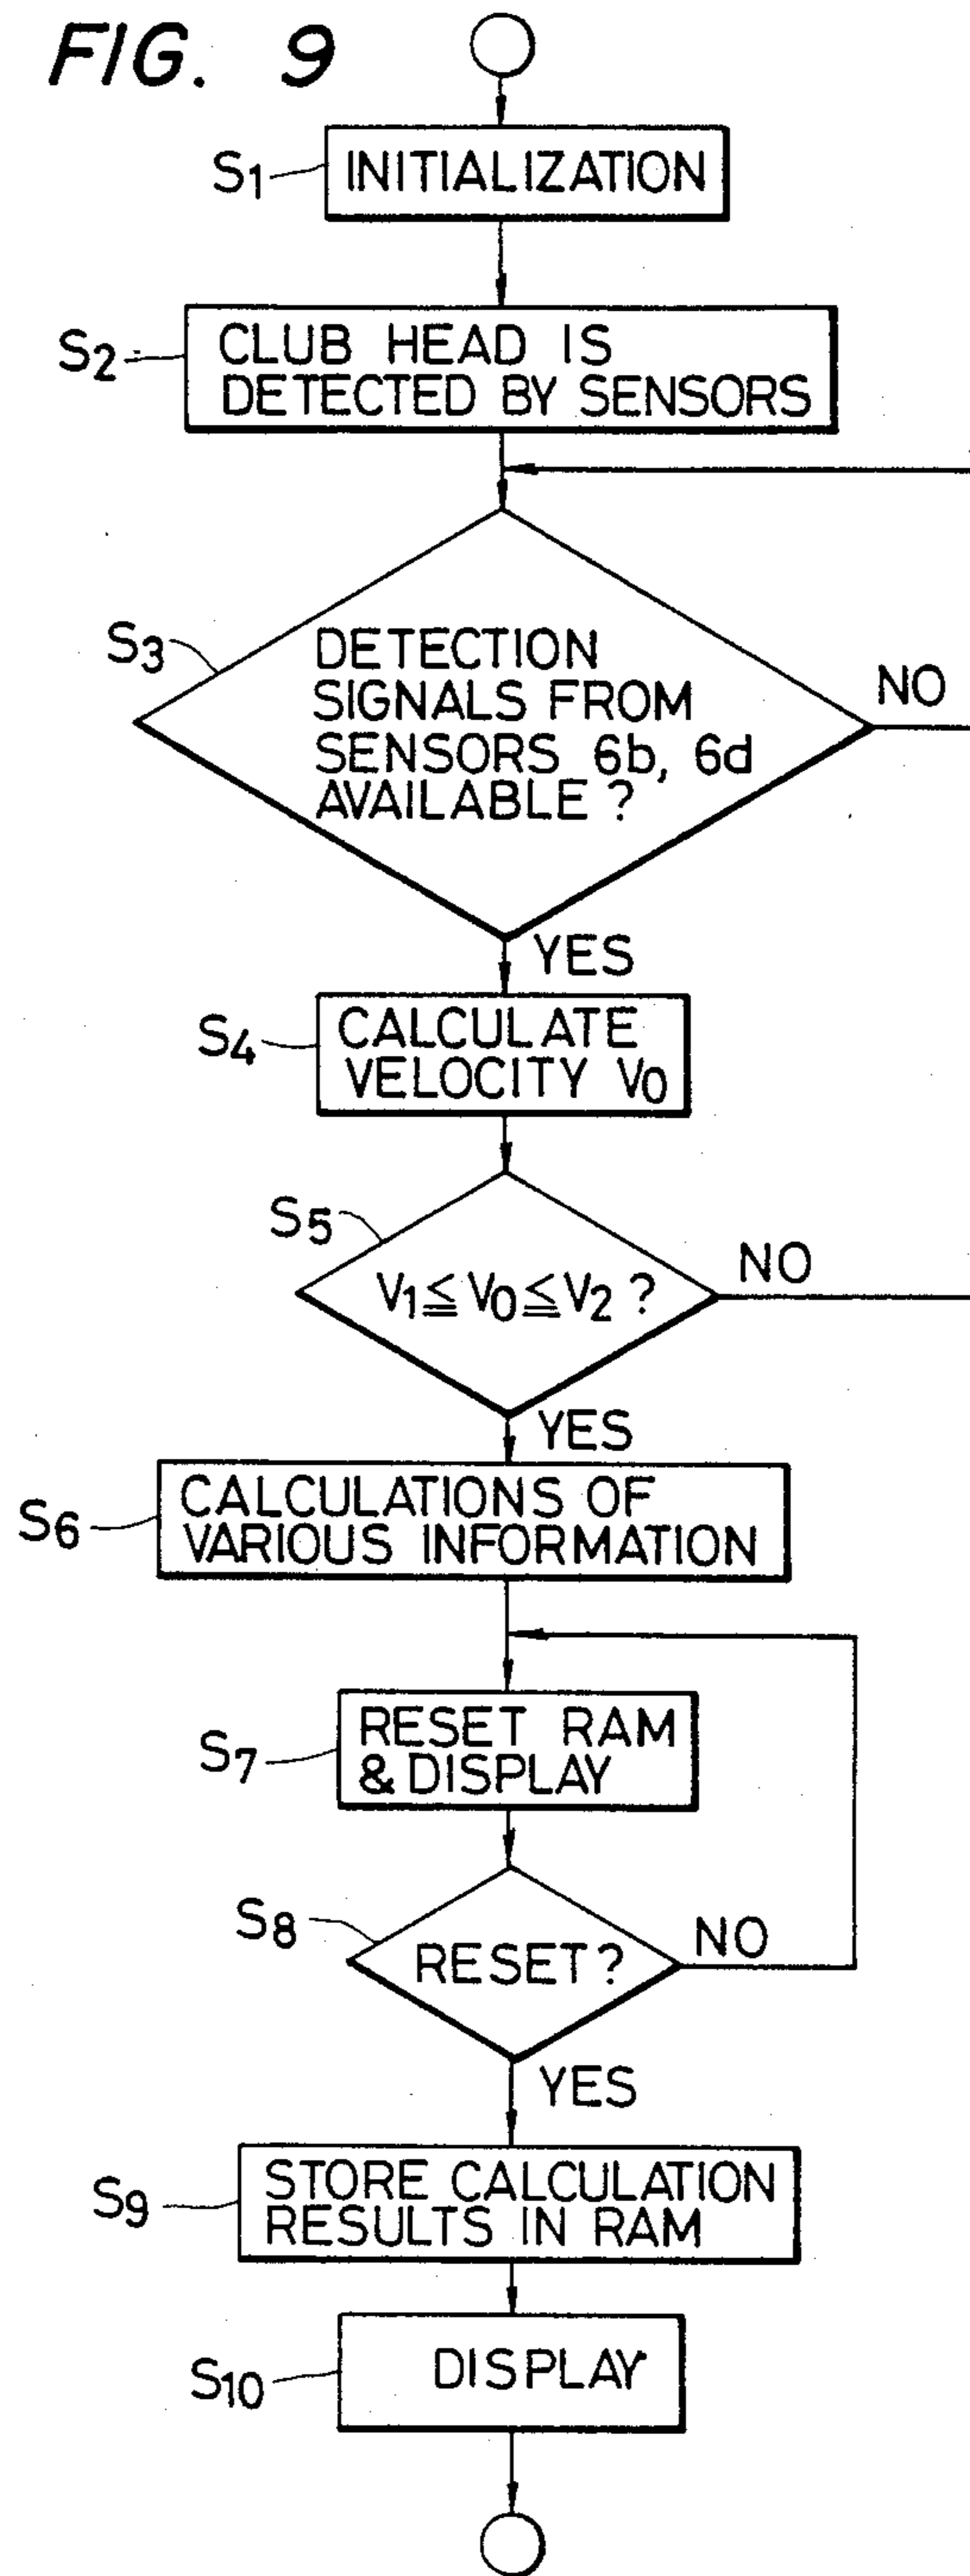 FIG. 9
S1 INITIALIZATION
S2 CLUB HEAD IS
DETECTED BY SENSORS
S3 DETECTION
SIGNALS FROM
SENSORS 6b, 6d
AVAILABLE ?
NO
YES
S4 CALCULATE
VELOCITY V0
S5 V1≦V0≦V2 ?
NO
YES
S6 CALCULATIONS OF
VARIOUS INFORMATION
S7 RESET RAM
& DISPLAY
S8 RESET?
NO
YES
S9 STORE CALCULATION
RESULTS IN RAM
S10 DISPLAY